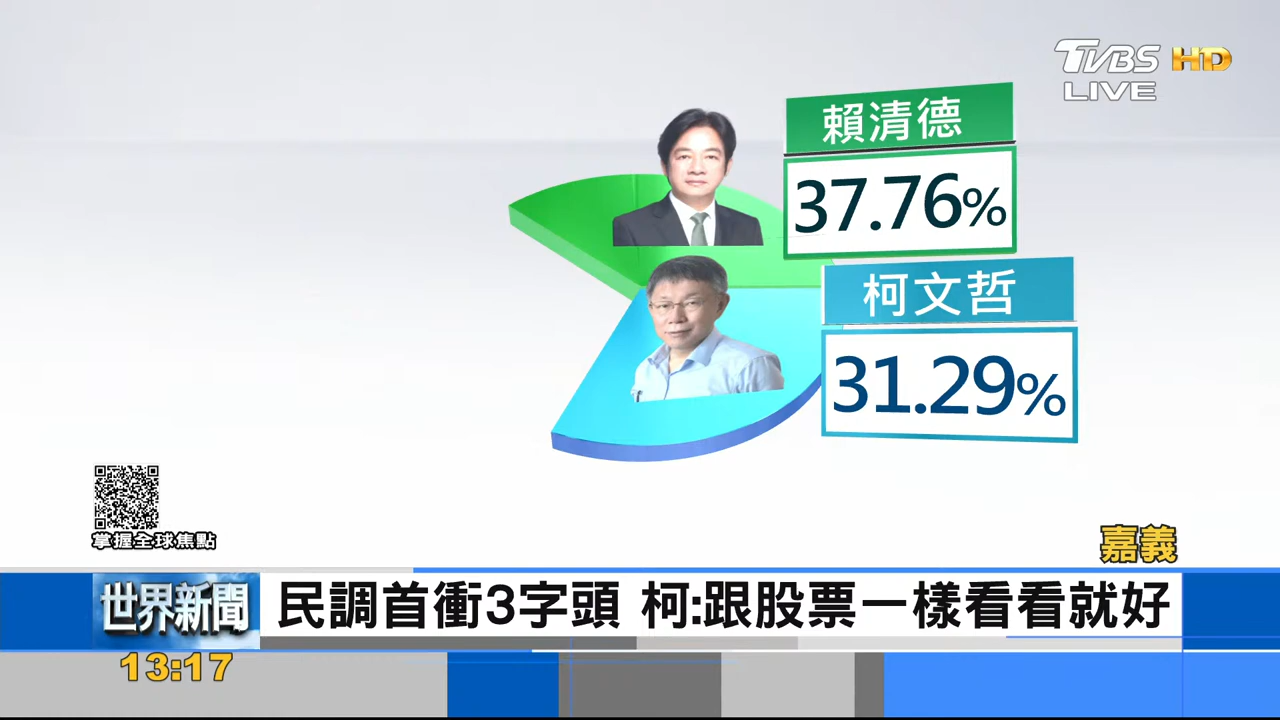 TVBS HD
LIVE
賴清德
37.76%
柯文哲
31.29%
掌握全球焦點
嘉義
世界新聞
民調首衝3字頭 柯:跟股票一樣看看就好
13:17